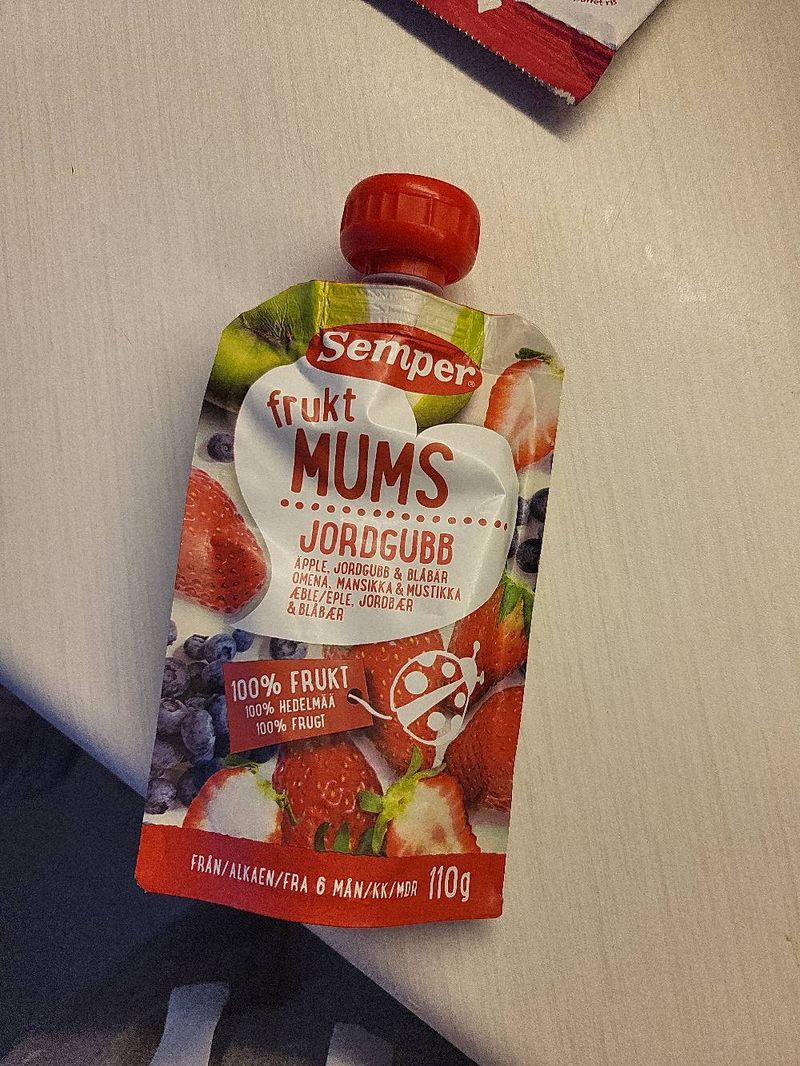 Semper®
frukt
MUMS
JORDGUBB
ÄPPLE, JORDGUBB & BLÅBÄR
OMENA, MANSIKKA & MUSTIKKA
ÆBLE/EPLE, JORDBÆR
& BLÅBÆR
100% FRUKT
100% HEDELMÄÄ
100% FRUGT
FRÅN/ALKAEN/FRA 6 MÅN/KK/MDR 110g